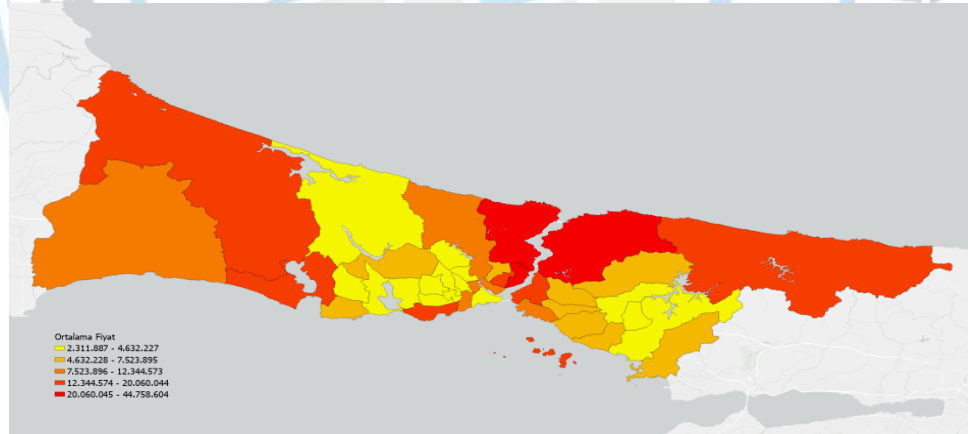 Ortalama Fiyat
2.311.887 - 4.632.227
4.632.228 - 7.523.895
7.523.896 - 12.344.573
12.344.574 - 20.060.044
20.060.045 - 44.758.604